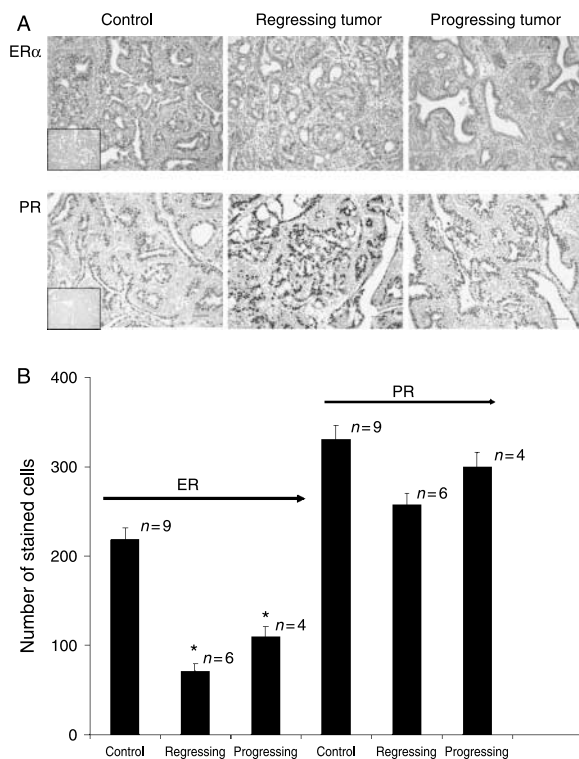 A
Control Regressing tumor Progressing tumor
ERα
PR
B
Number of stained cells
400
300
200
100
0
ER
PR
n=9
* n=6
* n=4
n=9
n=6
n=4
Control Regressing Progressing Control Regressing Progressing